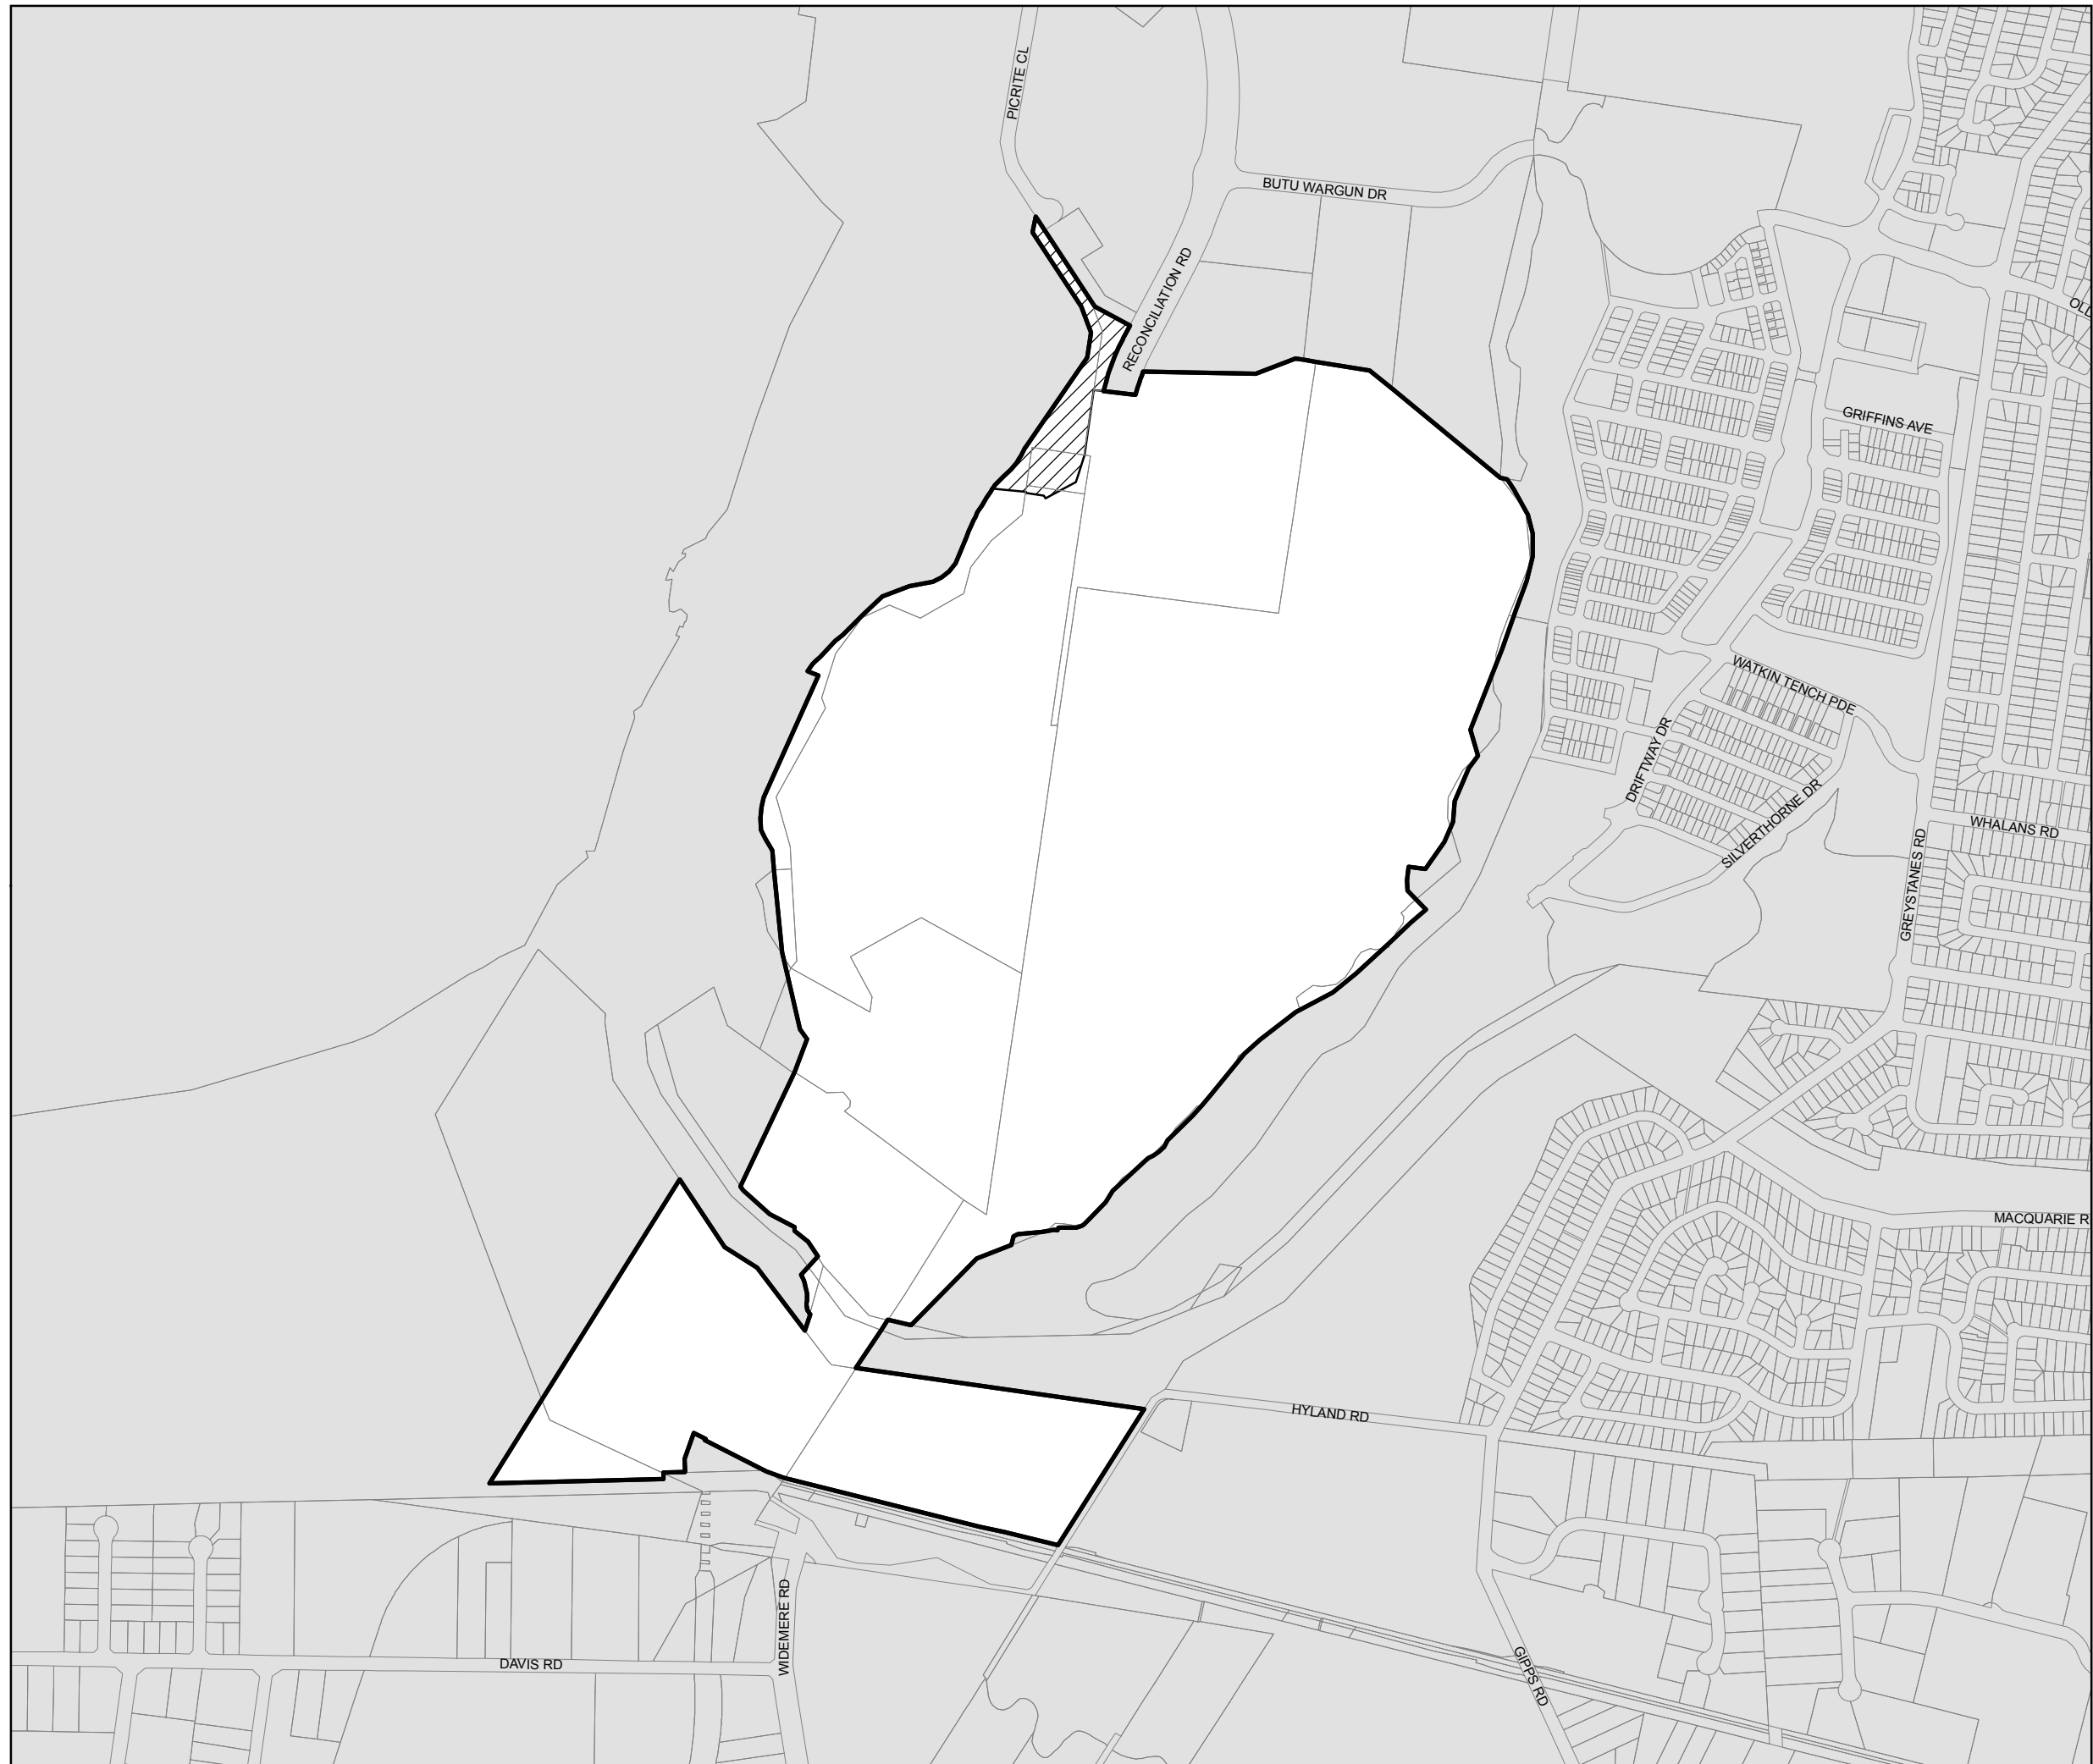 PICRITE CL
BUTU WARGUN DR
RECONCILIATION RD
OLD
GRIFFINS AVE
WATKIN TENCH PDE
DRIFTWAY DR
SILVERTHORNE DR
WHALANS RD
GREYSTANES RD
MACQUARIE R
HYLAND RD
WIDEMERE RD
DAVIS RD
GIPPS RD